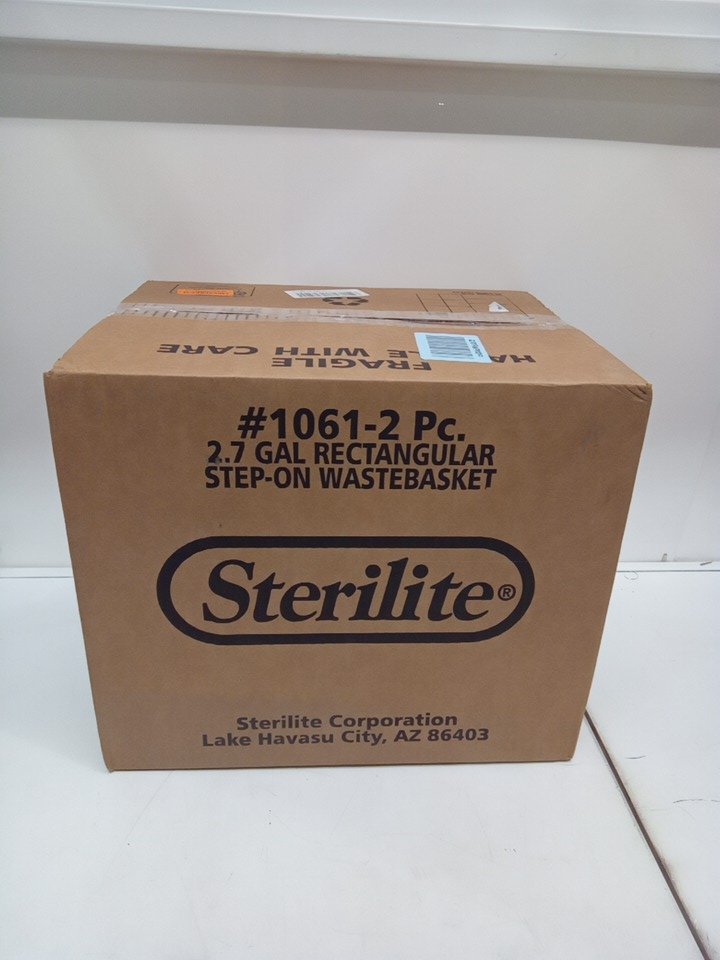 FRAGILE
HANDLE WITH CARE
#1061-2 Pc.
2.7 GAL RECTANGULAR
STEP-ON WASTEBASKET
Sterilite®
Sterilite Corporation
Lake Havasu City, AZ 86403